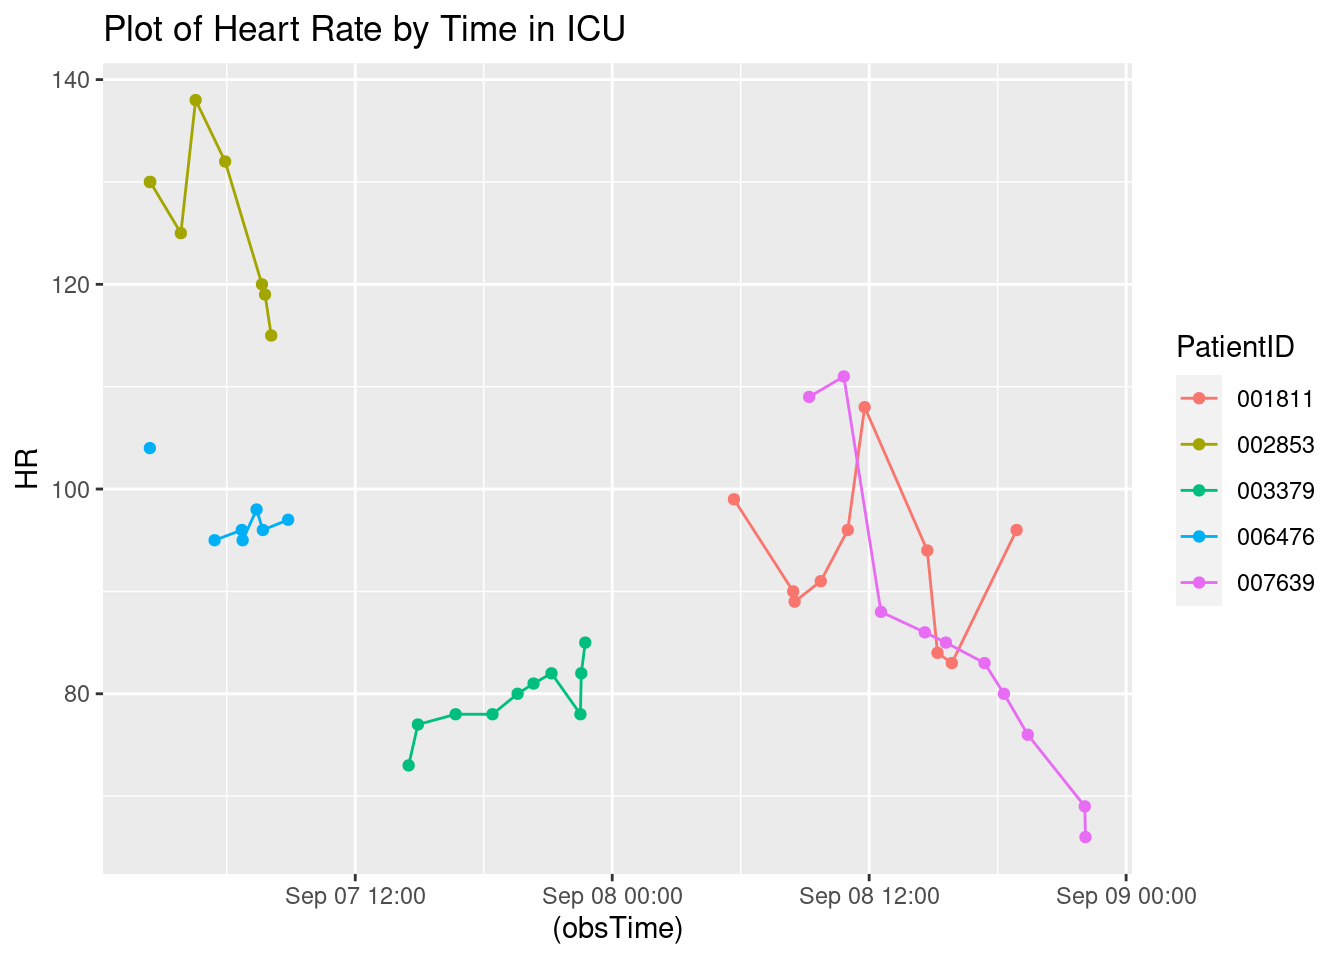 Plot of Heart Rate by Time in ICU
140
120
100
80
HR
Sep 07 12:00
Sep 08 00:00
Sep 08 12:00
Sep 09 00:00
(obsTime)
PatientID
001811
002853
003379
006476
007639